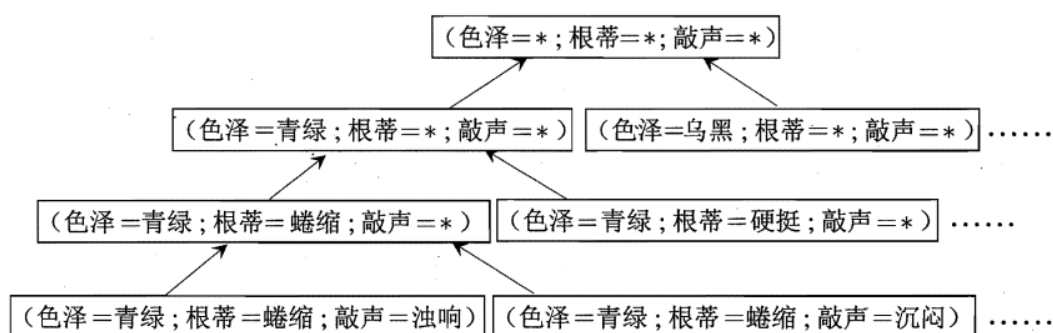 (色泽=*;根蒂=*;敲声=*)
(色泽=青绿;根蒂=*;敲声=*) (色泽=乌黑;根蒂=*;敲声=*) ······
(色泽=青绿;根蒂=蜷缩;敲声=*) (色泽=青绿;根蒂=硬挺;敲声=*) ······
(色泽=青绿;根蒂=蜷缩;敲声=浊响) (色泽=青绿;根蒂=蜷缩;敲声=沉闷) ······